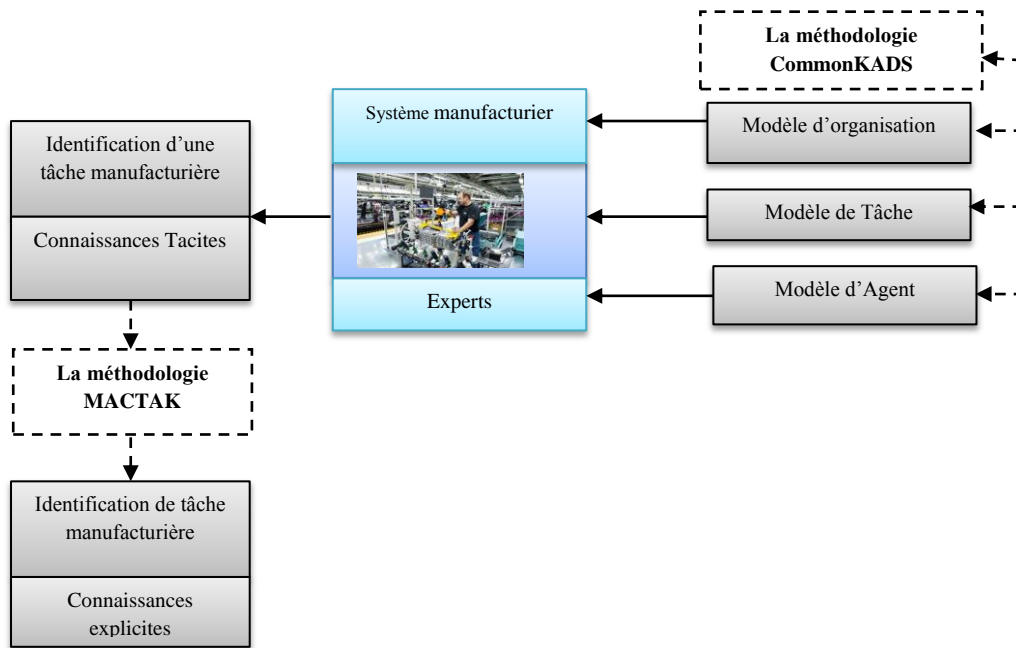 La méthodologie
CommonKADS
Système manufacturier
Modèle d'organisation
Identification d'une
tâche manufacturière
Modèle de Tâche
Connaissances Tacites
Modèle d'Agent
Experts
La méthodologie
MACTAK
Identification de tâche
manufacturière
Connaissances
explicites